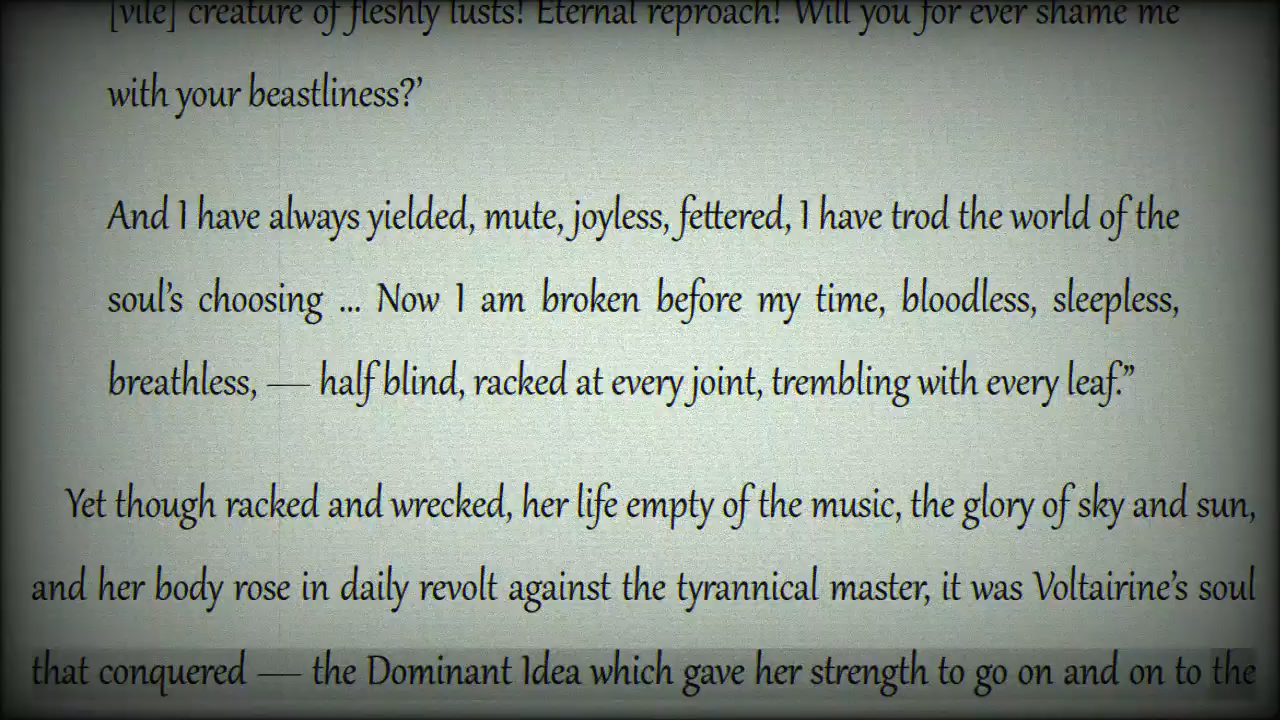 [vile] creature of fleshly lusts! Eternal reproach! Will you for ever shame me
with your beastliness?’
And I have always yielded, mute, joyless, fettered, I have trod the world of the
soul’s choosing ... Now I am broken before my time, bloodless, sleepless,
breathless, — half blind, racked at every joint, trembling with every leaf.”
Yet though racked and wrecked, her life empty of the music, the glory of sky and sun,
and her body rose in daily revolt against the tyrannical master, it was Voltairine’s soul
that conquered — the Dominant Idea which gave her strength to go on and on to the